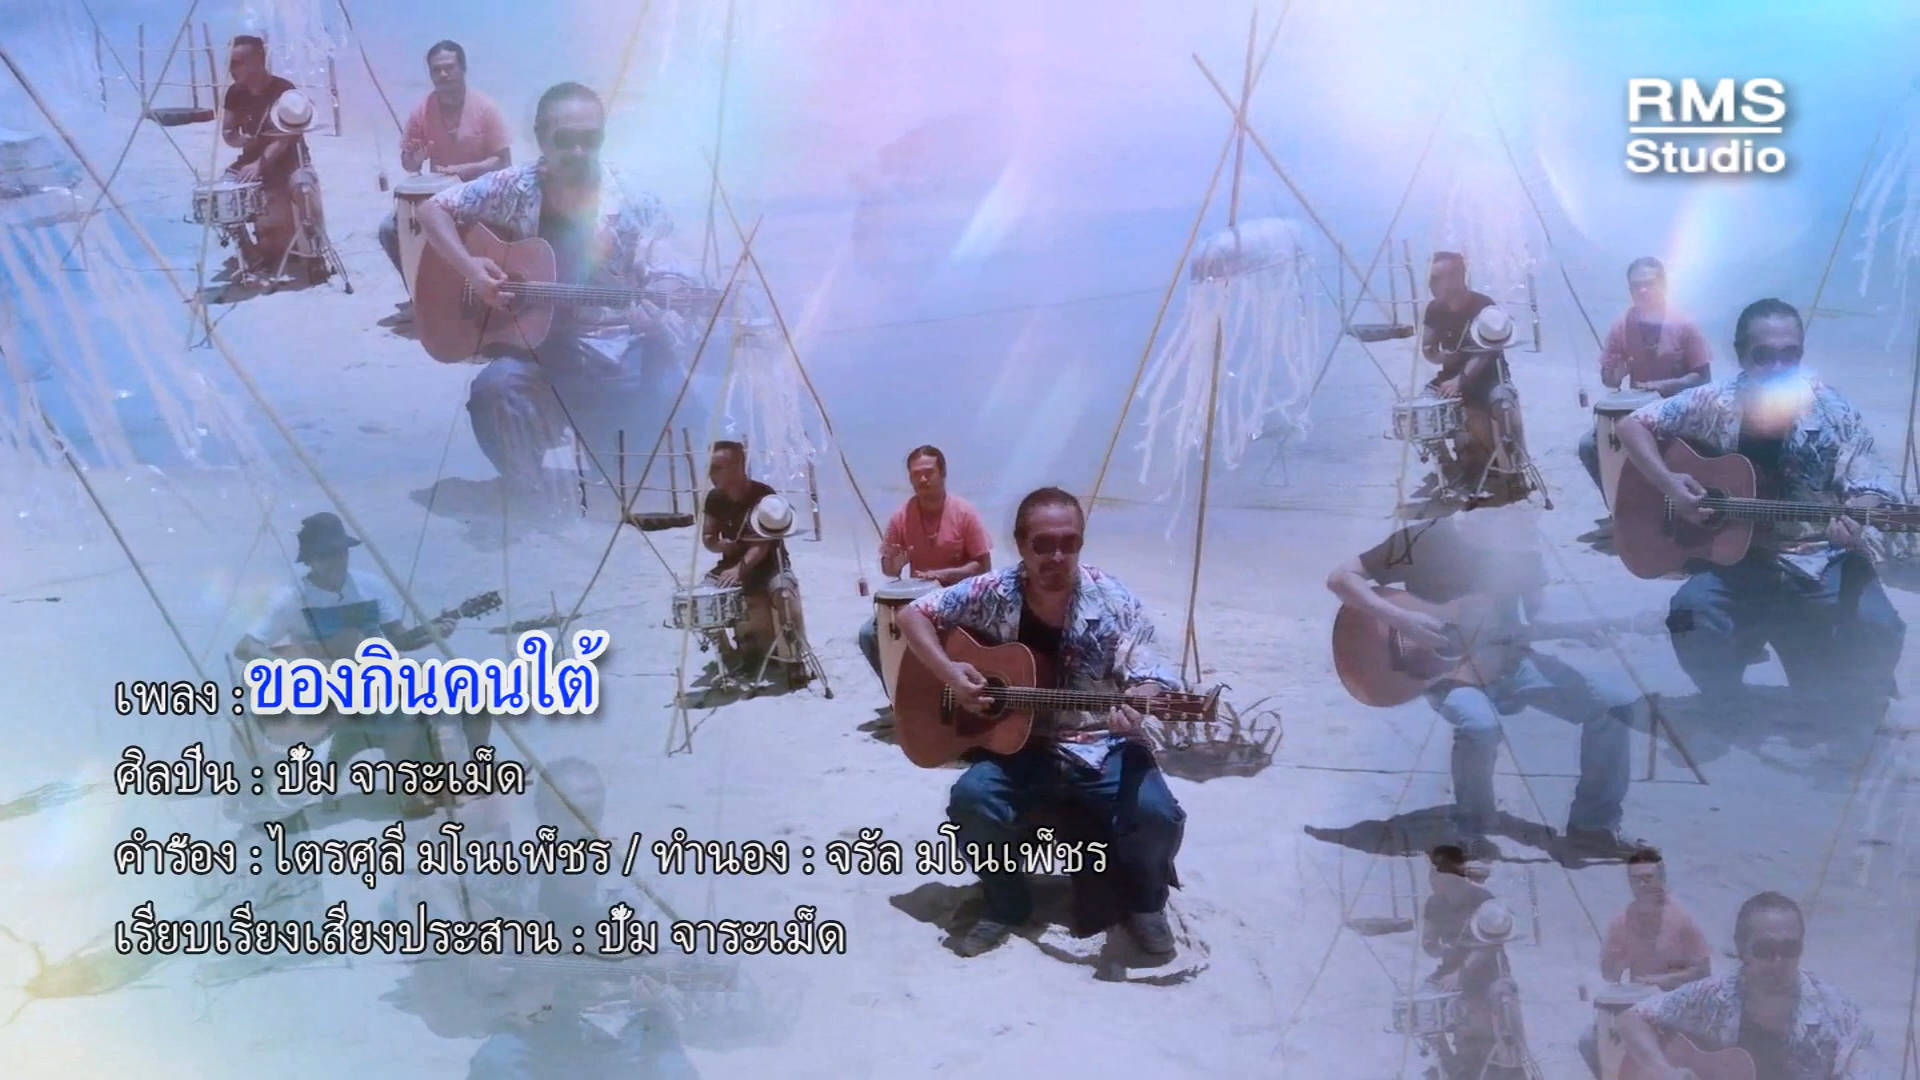 RMS
Studio
เพลง : ของกินคนใต้
ศิลปืน : ปั้ม จาระเม็ด
คำร้อง : ไตรศุลี มโนเพ็ชร / ทำนอง : จรัล มโนเพ็ชร
เรียบเรียงเสียงประสาน : ปั้ม จาระเม็ด